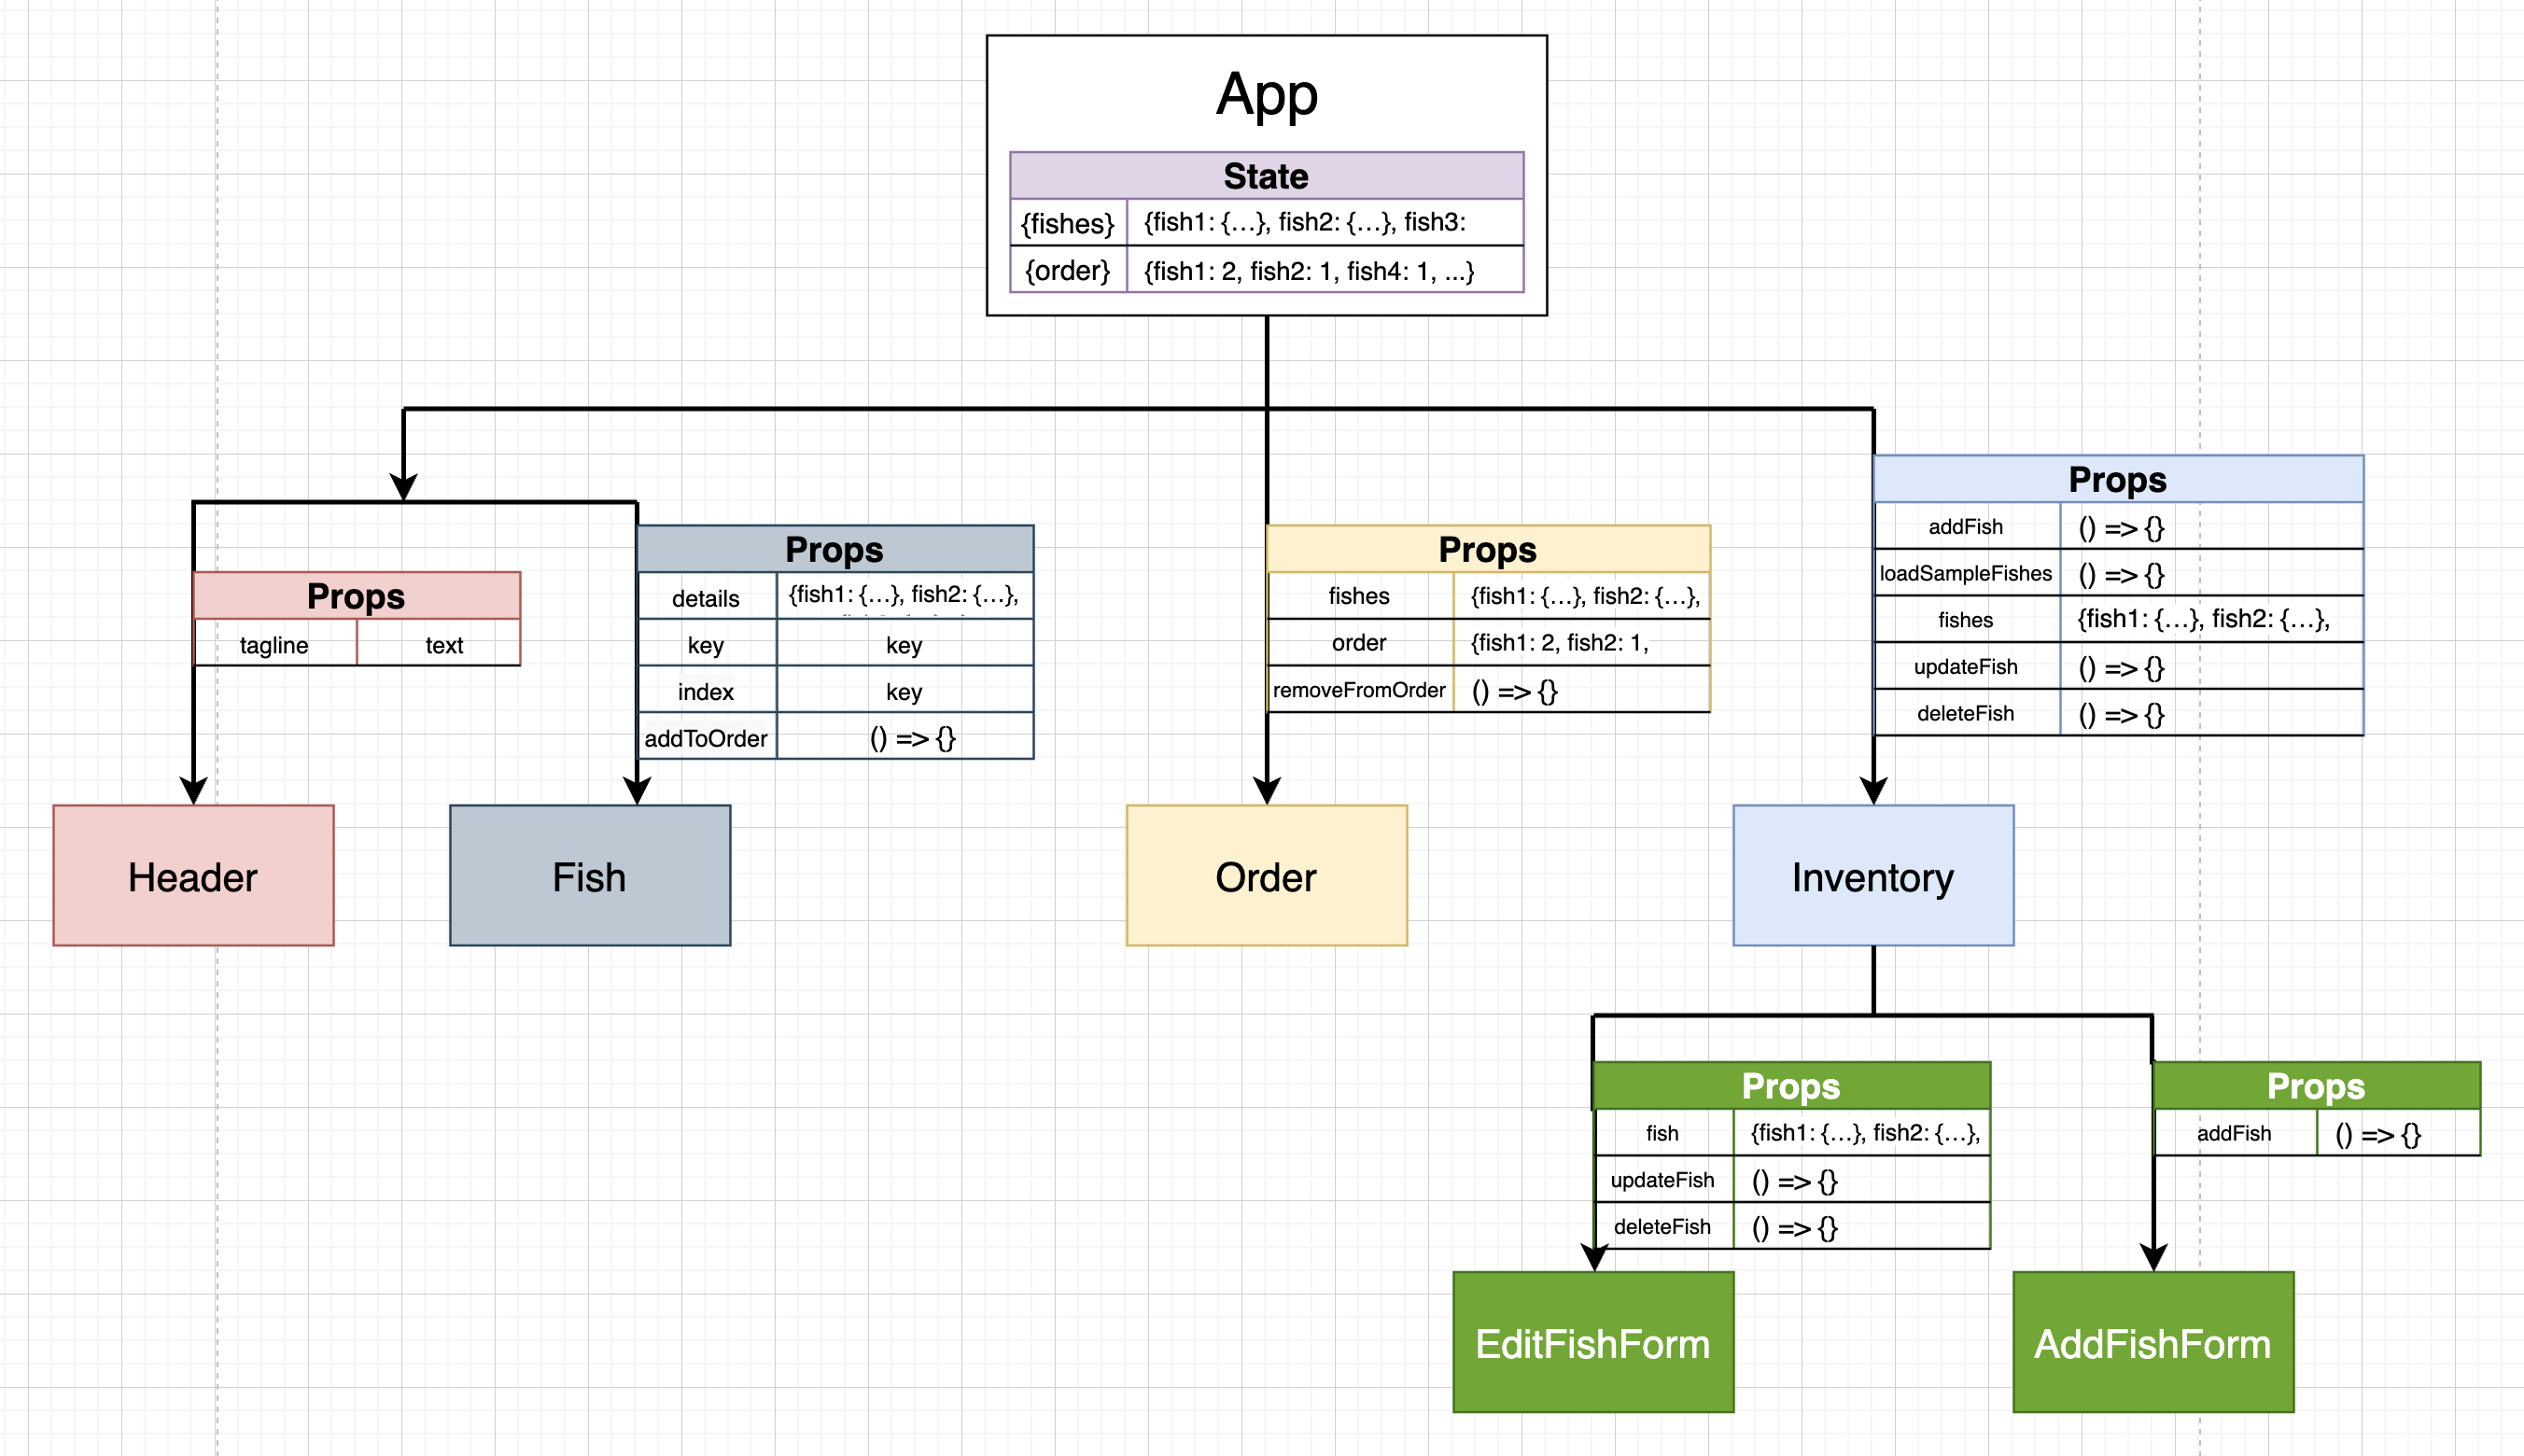 App
State
{fishes} {fish1: {...}, fish2: {...}, fish3:
{order} {fish1: 2, fish2: 1, fish4: 1, ...}
Props
tagline text
Header
Props
details {fish1: {...}, fish2: {...},
key key
index key
addToOrder () => {}
Fish
Props
fishes {fish1: {...}, fish2: {...},
order {fish1: 2, fish2: 1,
removeFromOrder () => {}
Order
Props
addFish () => {}
loadSampleFishes () => {}
fishes {fish1: {...}, fish2: {...},
updateFish () => {}
deleteFish () => {}
Inventory
Props
fish {fish1: {...}, fish2: {...},
updateFish () => {}
deleteFish () => {}
EditFishForm
Props
addFish () => {}
AddFishForm